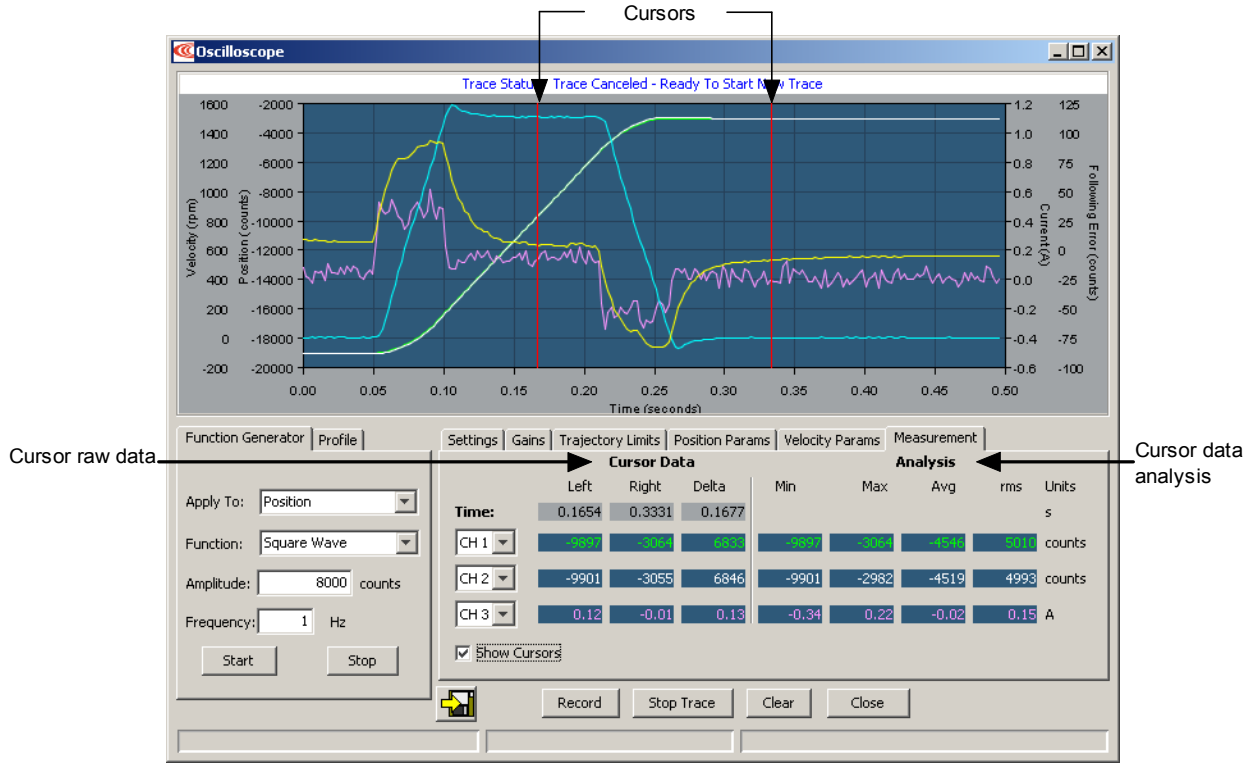 Cursors
Oscilloscope
Trace Status: Trace Canceled - Ready To Start New Trace
1600 -2000 1.2 125
1400 -4000 1.0 100
1200 -6000 0.8 75
1000 -8000 0.6 50
800 -10000 0.4 25
600 -12000 0.2 0
400 -14000 0.0 -25
200 -16000 -0.2 -50
0 -18000 -0.4 -75
-200 -20000 -0.6 -100
Velocity (rpm)
Position (counts)
Current (A)
Following Error (counts)
0.00 0.05 0.10 0.15 0.20 0.25 0.30 0.35 0.40 0.45 0.50
Time (seconds)
Function Generator Profile
Settings Gains Trajectory Limits Position Params Velocity Params Measurement
Cursor raw data
Cursor data
analysis
Apply To: Position
Function: Square Wave
Amplitude: 8000 counts
Frequency: 1 Hz
Start Stop
Cursor Data Analysis
Left Right Delta Min Max Avg rms Units
Time: 0.1654 0.3331 0.1677 s
CH 1 -9897 -3064 6833 -9897 -3064 -4546 5010 counts
CH 2 -9901 -3055 6846 -9901 -2982 -4519 4993 counts
CH 3 0.12 -0.01 0.13 -0.34 0.22 -0.02 0.15 A
Show Cursors
Record Stop Trace Clear Close